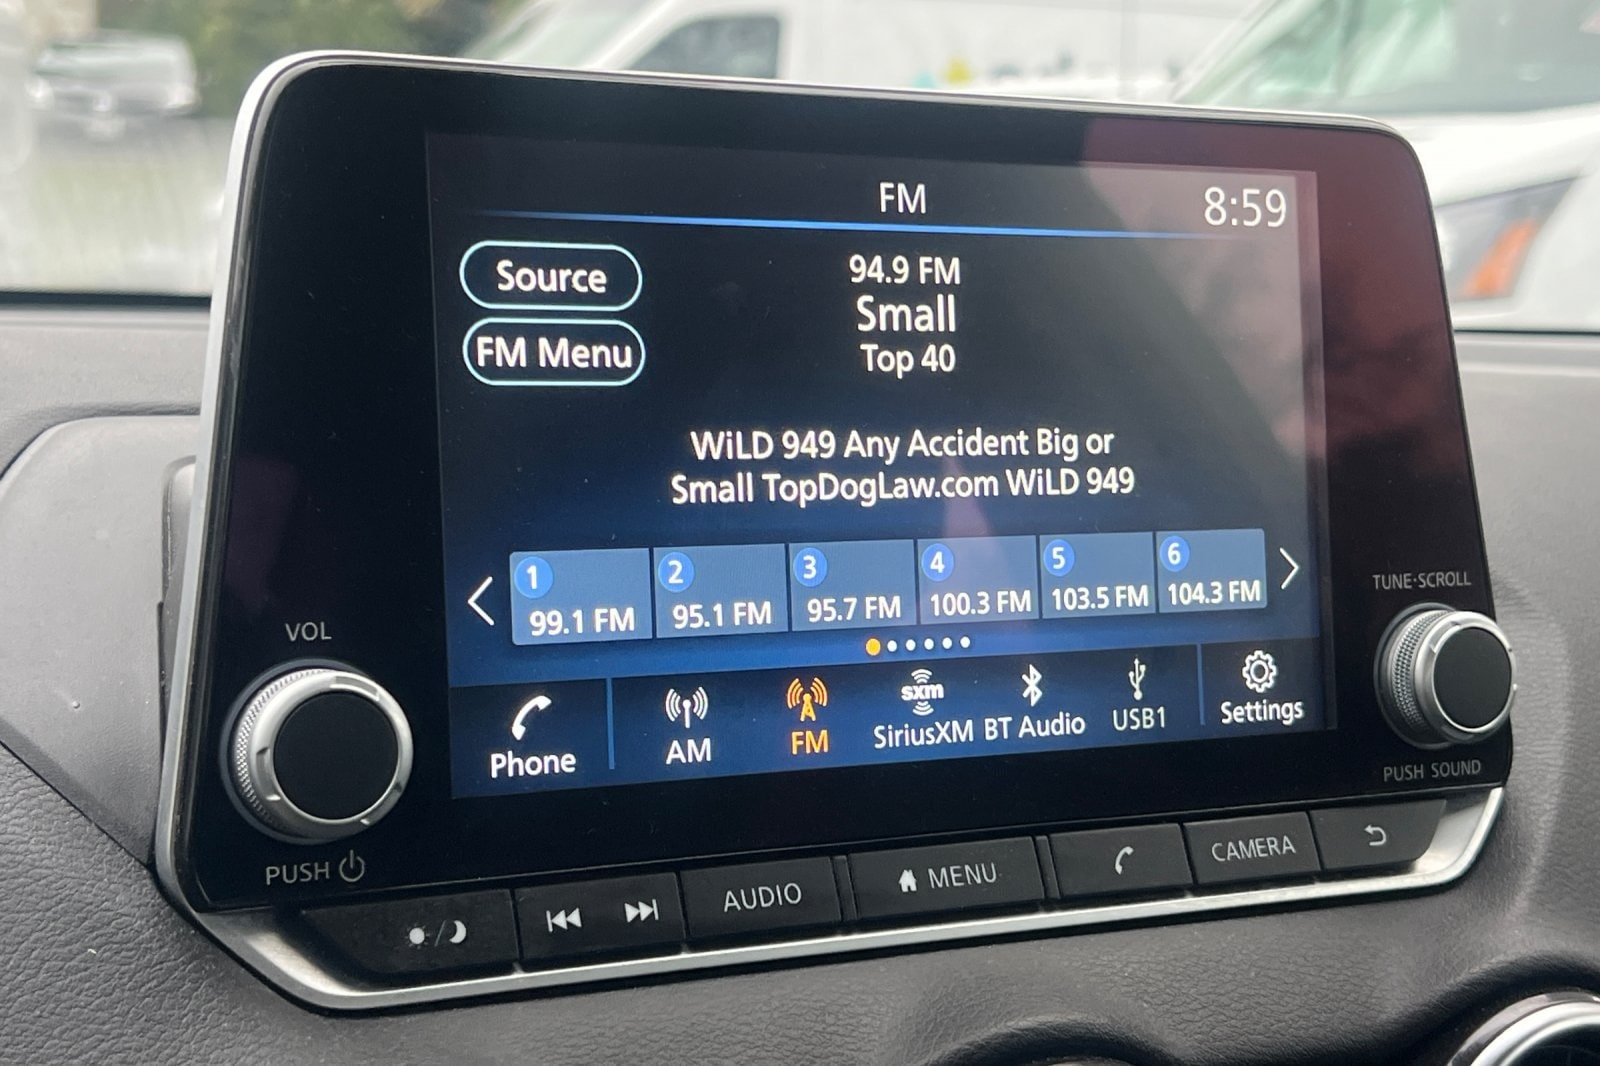 FM
8:59
Source
94.9 FM
Small
FM Menu
Top 40
WiLD 949 Any Accident Big or
Small TopDogLaw.com WiLD 949
1
2
3
4
5
6
99.1 FM
95.1 FM
95.7 FM
100.3 FM
103.5 FM
104.3 FM
VOL
TUNE·SCROLL
sxm
Phone
AM
FM
SiriusXM
BT Audio
USB1
Settings
PUSH
PUSH SOUND
AUDIO
MENU
CAMERA